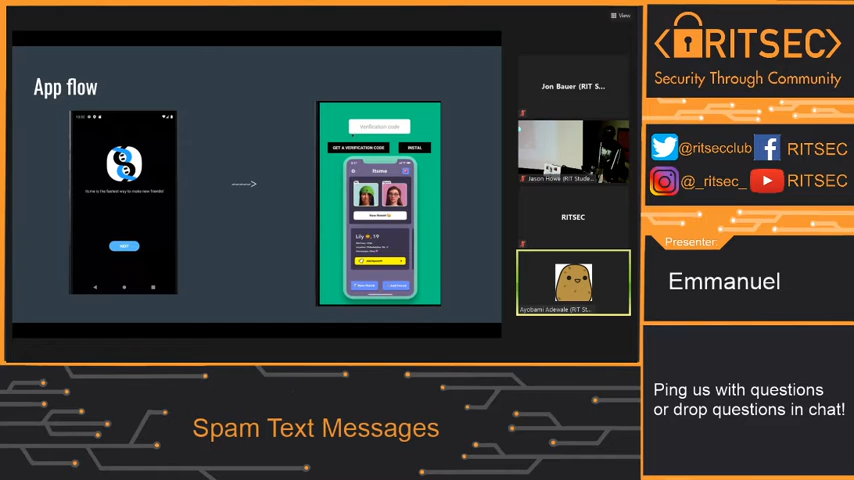 View
RITSEC
Security Through Community
App flow
Jon Bauer (RIT S...
Verification code
GET A VERIFICATION CODE
INSTAL
is the fastest way to make new friends!
NEXT
Lily
, 19
Jason Howe (RIT Stude...
RITSEC
Ayobami Adewale (RIT St...
@ritsecclub
RITSEC
@_ritsec_
RITSEC
Presenter:
Emmanuel
Ping us with questions
or drop questions in chat!
Spam Text Messages